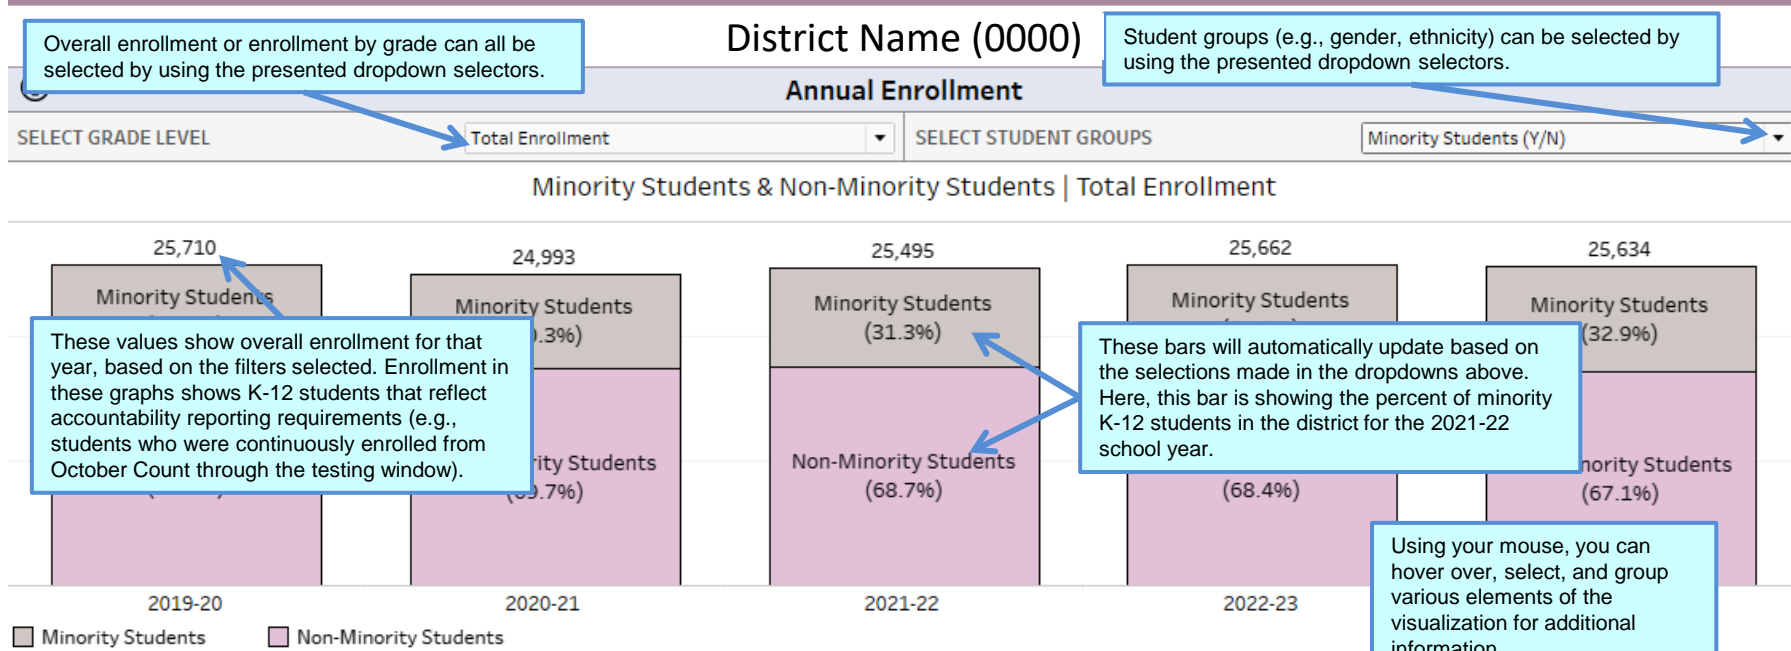 District Name (0000)
Overall enrollment or enrollment by grade can all be
selected by using the presented dropdown selectors.
Student groups (e.g., gender, ethnicity) can be selected by
using the presented dropdown selectors.
Annual Enrollment
SELECT GRADE LEVEL
Total Enrollment
SELECT STUDENT GROUPS
Minority Students (Y/N)
Minority Students & Non-Minority Students | Total Enrollment
25,710
24,993
25,495
25,662
25,634
Minority Students
Minority Students
Minority Students
(31.3%)
Minority Students
Minority Students
(32.9%)
These values show overall enrollment for that
year, based on the filters selected. Enrollment in
these graphs shows K-12 students that reflect
accountability reporting requirements (e.g.,
students who were continuously enrolled from
October Count through the testing window).
These bars will automatically update based on
the selections made in the dropdowns above.
Here, this bar is showing the percent of minority
K-12 students in the district for the 2021-22
school year.
Students
Non-Minority Students
(68.7%)
(68.4%)
Students
(67.1%)
Using your mouse, you can
hover over, select, and group
various elements of the
visualization for additional
information
2019-20
2020-21
2021-22
2022-23
Minority Students
Non-Minority Students